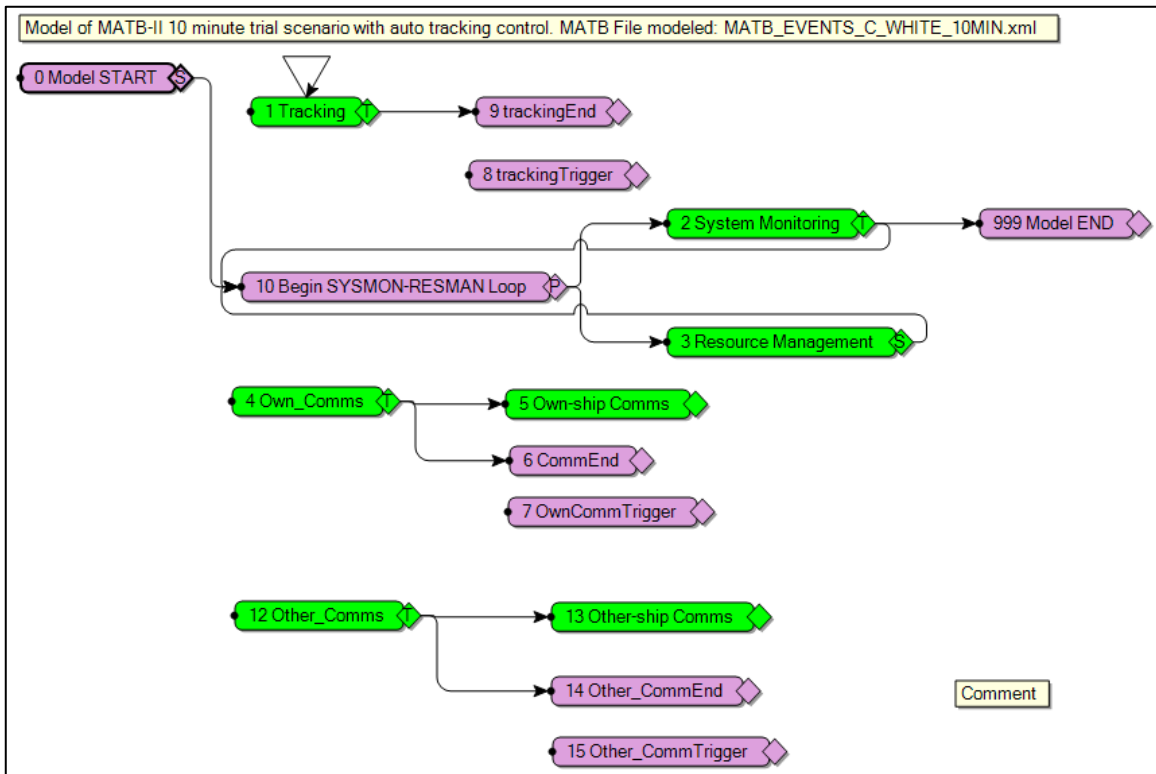 Model of MATB-II 10 minute trial scenario with auto tracking control. MATB File modeled: MATB_EVENTS_C_WHITE_10MIN.xml
0 Model START S
1 Tracking T
9 trackingEnd
8 trackingTrigger
2 System Monitoring T
999 Model END
10 Begin SYSMON-RESMAN Loop P
3 Resource Management S
4 Own_Comms T
5 Own-ship Comms
6 CommEnd
7 OwnCommTrigger
12 Other_Comms T
13 Other-ship Comms
14 Other_CommEnd
Comment
15 Other_CommTrigger